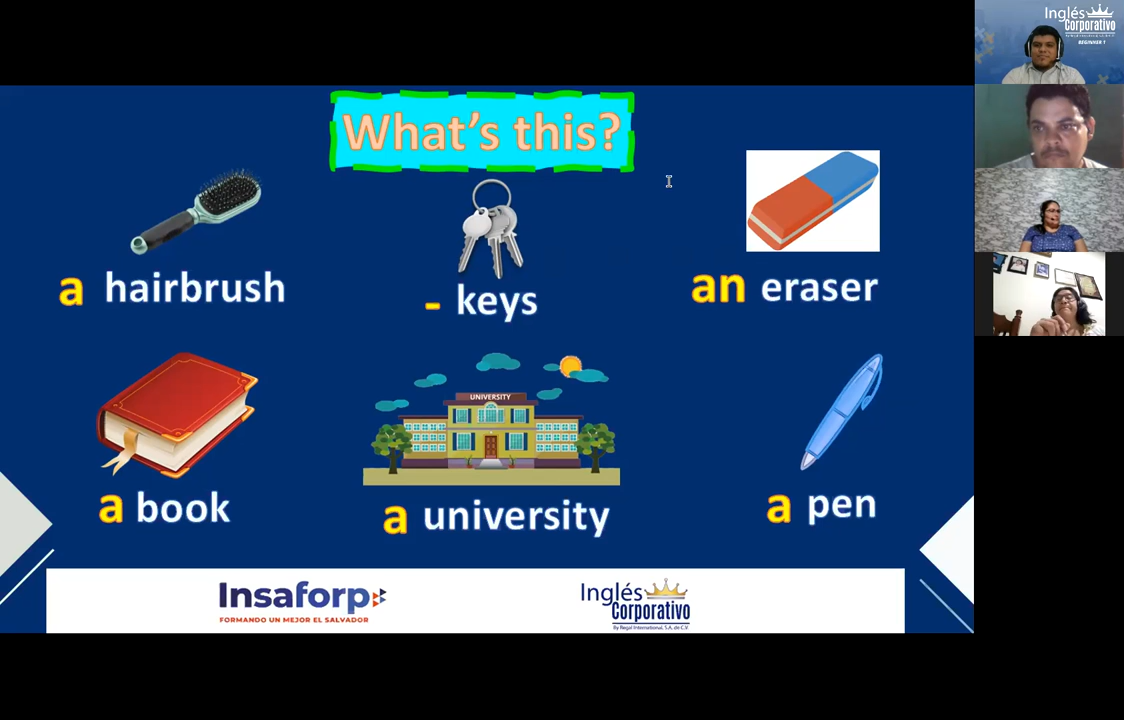 What's this?
a hairbrush
- keys
an eraser
a book
UNIVERSITY
a university
a pen
Insaforp
FORMANDO UN MEJOR EL SALVADOR
Inglés
Corporativo
By Regal International, S.A. de C.V.
Inglés
Corporativo
BEGINNER 1